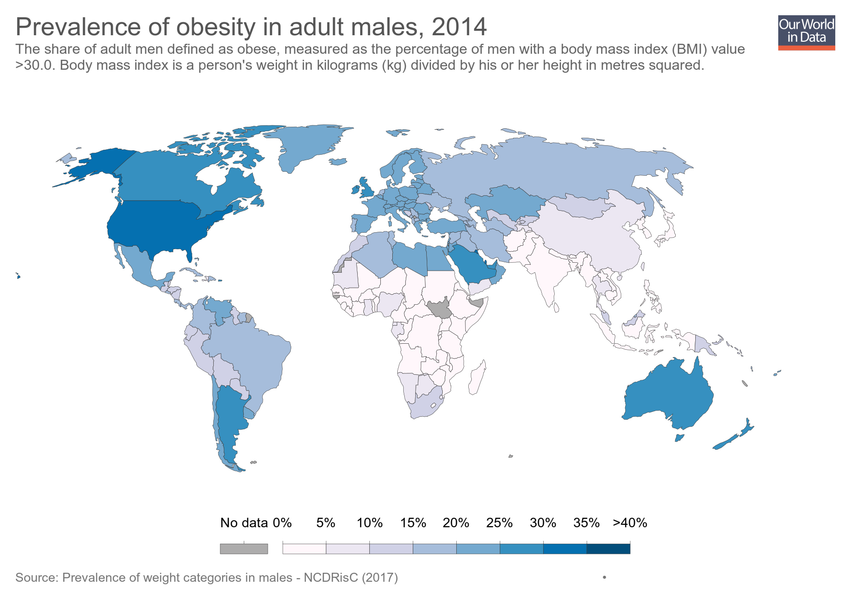 Prevalence of obesity in adult males, 2014
Our World
in Data
The share of adult men defined as obese, measured as the percentage of men with a body mass index (BMI) value
>30.0. Body mass index is a person's weight in kilograms (kg) divided by his or her height in metres squared.
No data 0% 5% 10% 15% 20% 25% 30% 35% >40%
Source: Prevalence of weight categories in males - NCDRisC (2017)